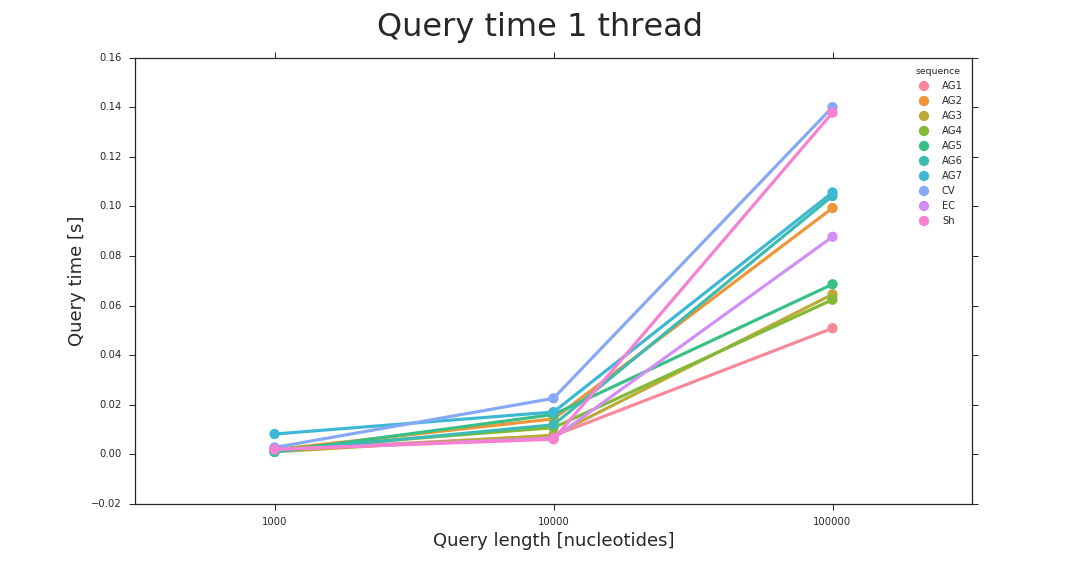 Query time 1 thread
Query time [s]
0.16
0.14
0.12
0.10
0.08
0.06
0.04
0.02
0.00
−0.02
1000
10000
100000
Query length [nucleotides]
sequence
AG1
AG2
AG3
AG4
AG5
AG6
AG7
CV
EC
Sh